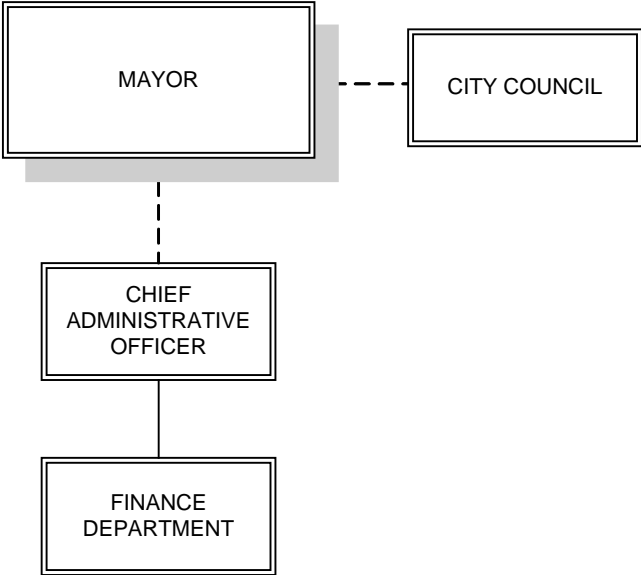 MAYOR
CITY COUNCIL
CHIEF
ADMINISTRATIVE
OFFICER
FINANCE
DEPARTMENT